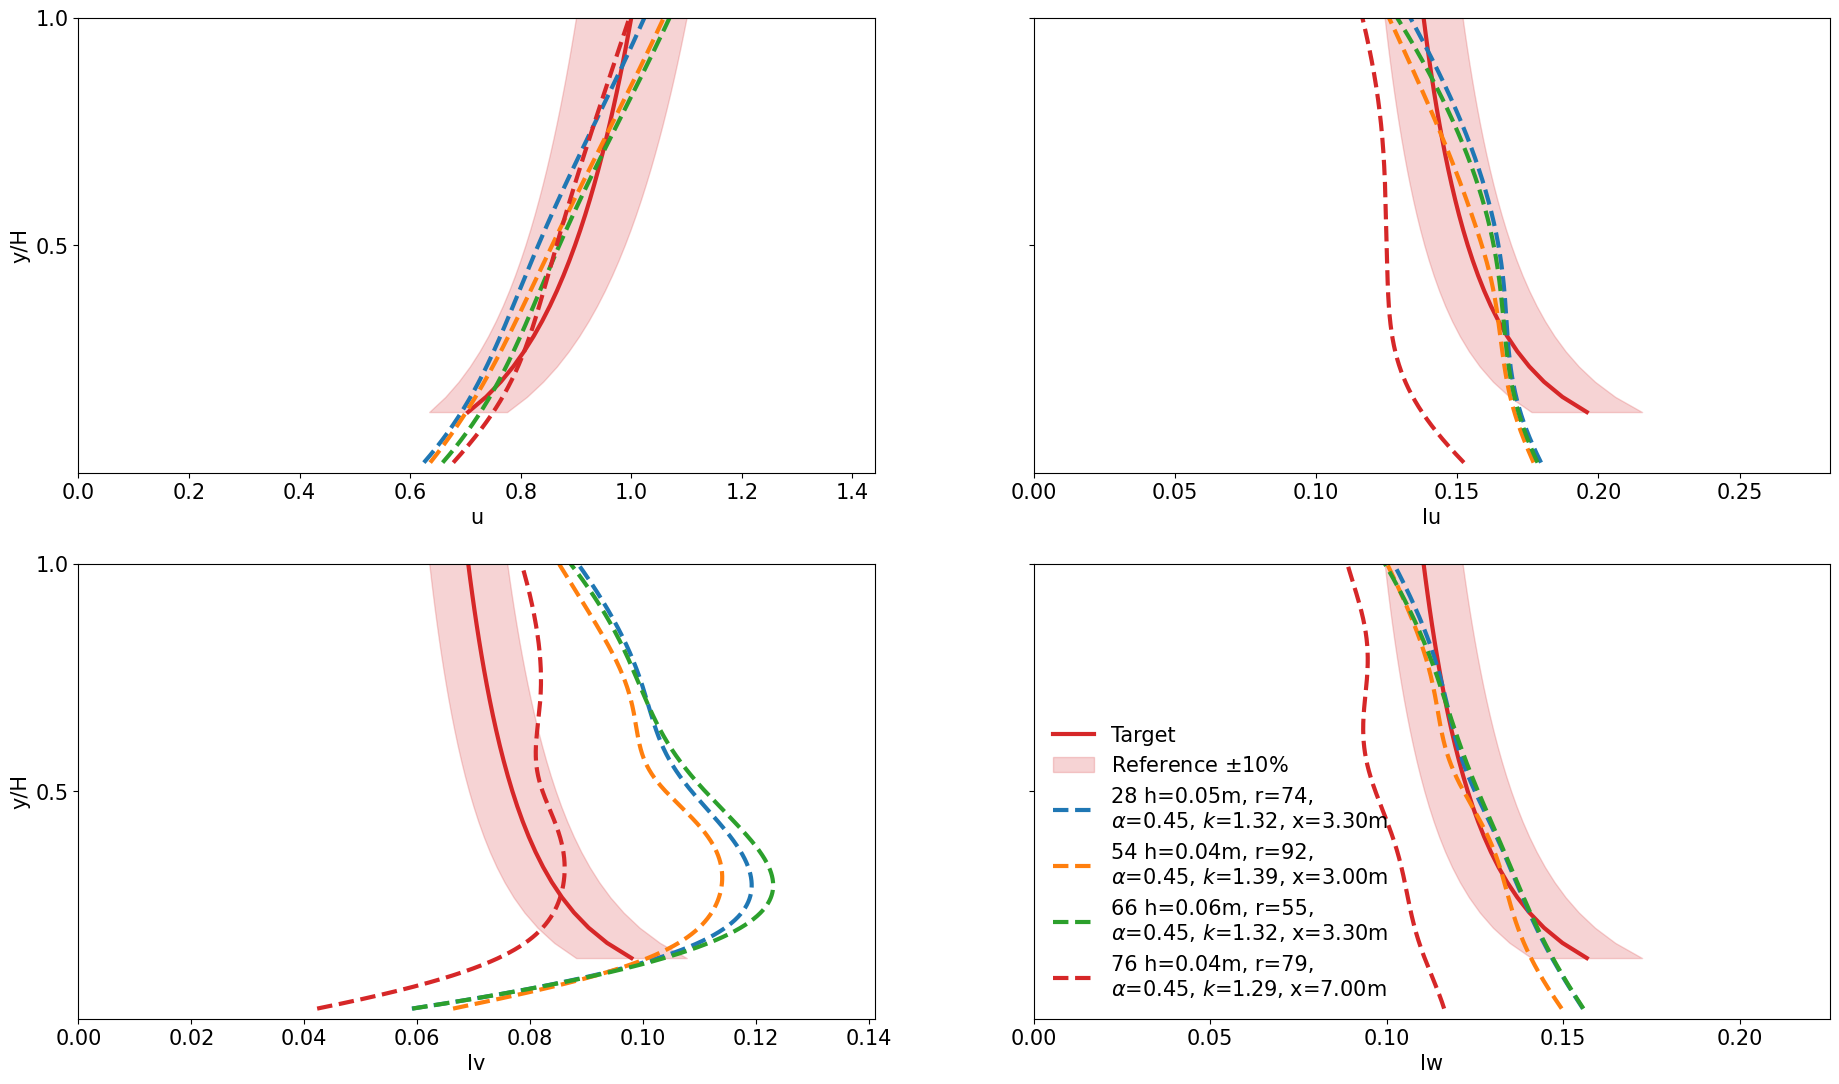 1.0
0.5
y/H
0.0 0.2 0.4 0.6 0.8 1.0 1.2 1.4
u
0.00 0.05 0.10 0.15 0.20 0.25
Iu
1.0
0.5
y/H
0.00 0.02 0.04 0.06 0.08 0.10 0.12 0.14
Iv
Target
Reference ±10%
28 h=0.05m, r=74,
α=0.45, k=1.32, x=3.30m
54 h=0.04m, r=92,
α=0.45, k=1.39, x=3.00m
66 h=0.06m, r=55,
α=0.45, k=1.32, x=3.30m
76 h=0.04m, r=79,
α=0.45, k=1.29, x=7.00m
0.00 0.05 0.10 0.15 0.20
Iw